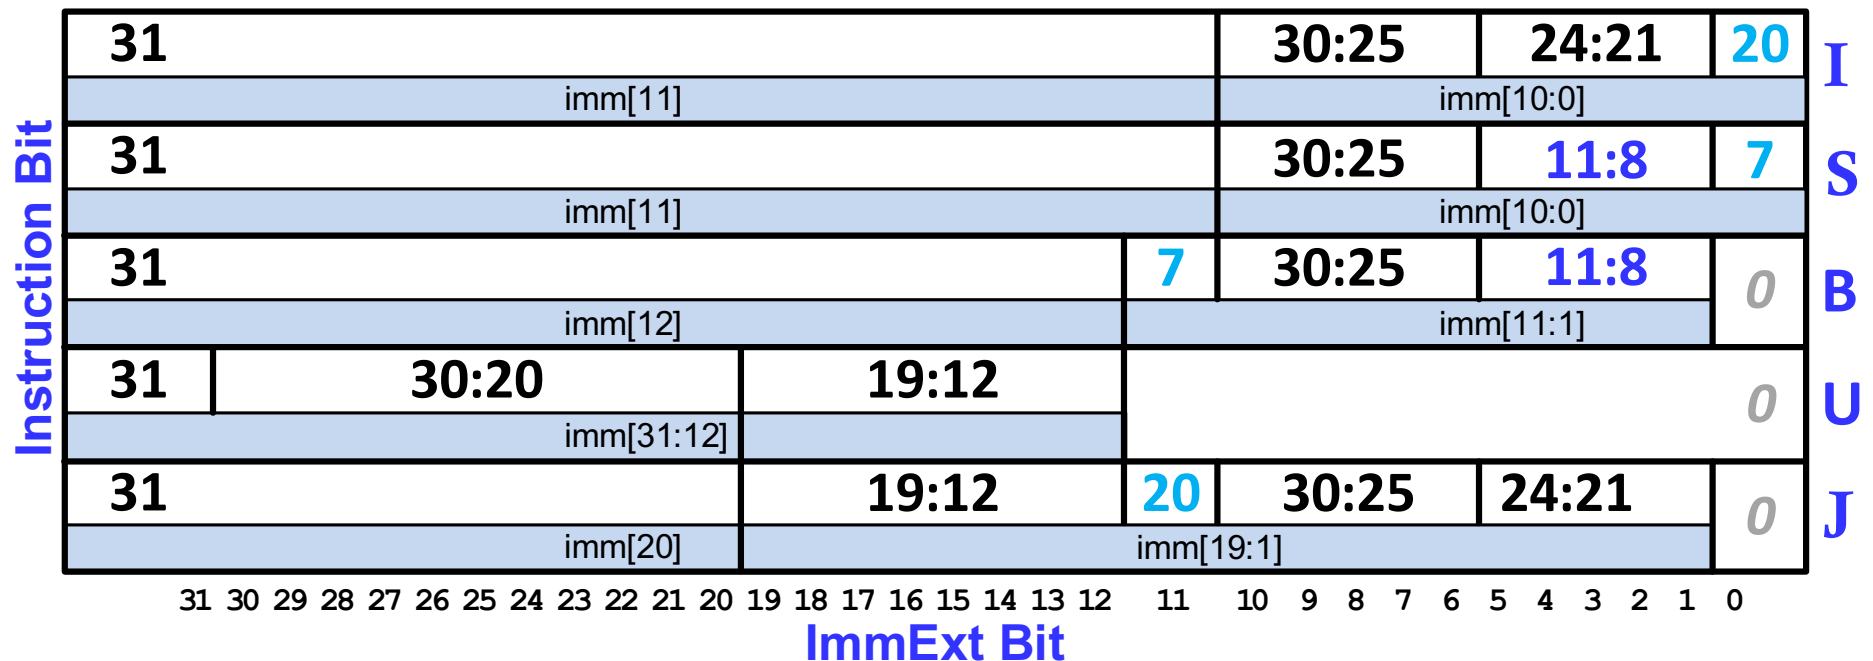 31 30:25 24:21 20 I
imm[11] imm[10:0]
31 30:25 11:8 7 S
imm[11] imm[10:0]
31 7 30:25 11:8 0 B
imm[12] imm[11:1]
31 30:20 19:12 0 U
imm[31:12]
31 19:12 20 30:25 24:21 0 J
imm[20] imm[19:1]
31 30 29 28 27 26 25 24 23 22 21 20 19 18 17 16 15 14 13 12 11 10 9 8 7 6 5 4 3 2 1 0
ImmExt Bit
Instruction Bit